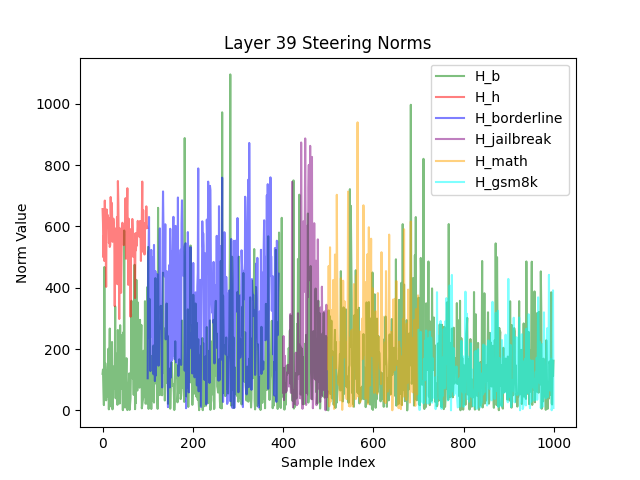 Layer 39 Steering Norms
H_b
H_h
H_borderline
H_jailbreak
H_math
H_gsm8k
Norm Value
1000
800
600
400
200
0
0 200 400 600 800 1000
Sample Index